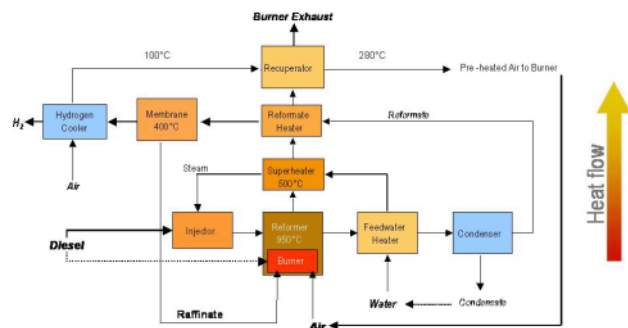 Burner Exhaust
100°C
280°C
Recuperator
Pre-heated Air to Burner
Hydrogen
Cooler
Membrane
400°C
Reformate
Heater
Reformate
H₂
Air
Steam
Superheater
500°C
Injector
Reformer
950°C
Feedwater
Heater
Condenser
Diesel
Burner
Raffinate
Air
Water
Condensate
Heat flow